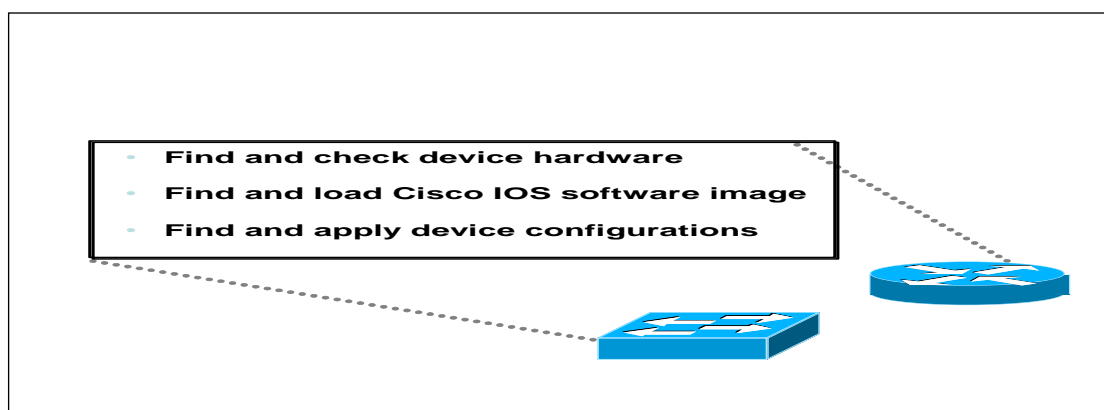 • Find and check device hardware
• Find and load Cisco IOS software image
• Find and apply device configurations